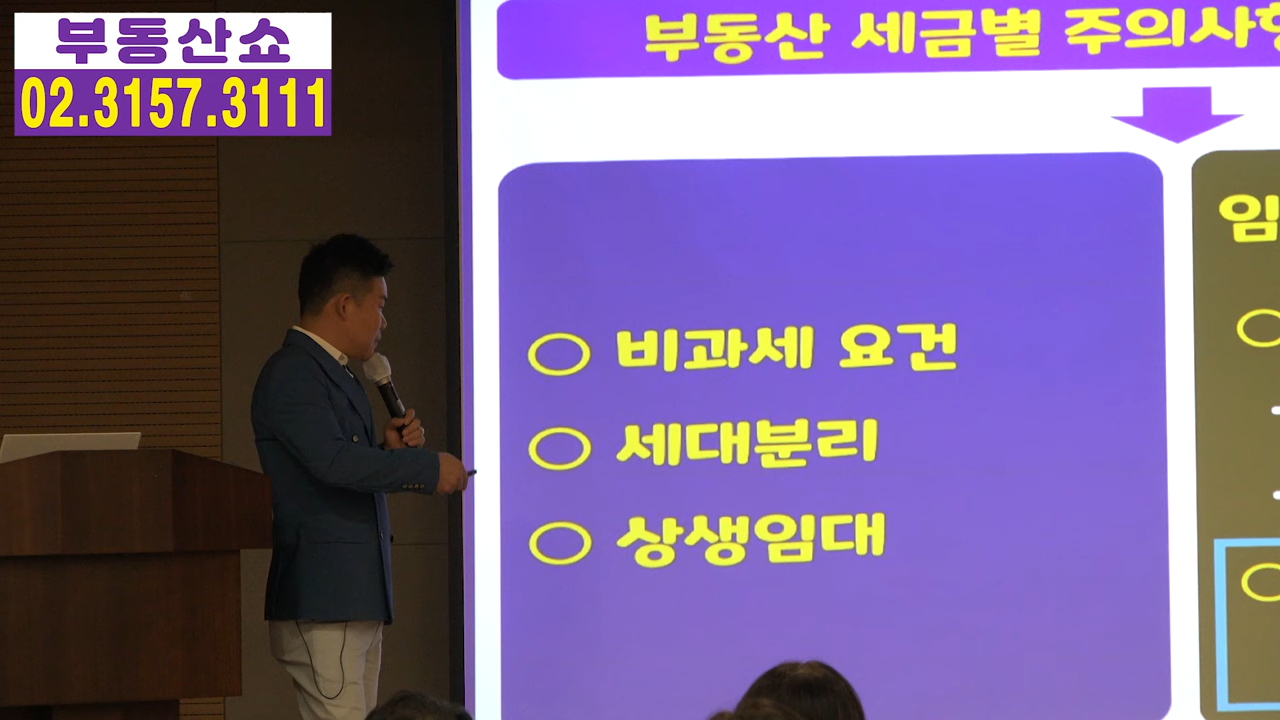 부동산쇼
02.3157.3111
부동산 세금별 주의사항
○ 비과세 요건
○ 세대분리
○ 상생임대
임